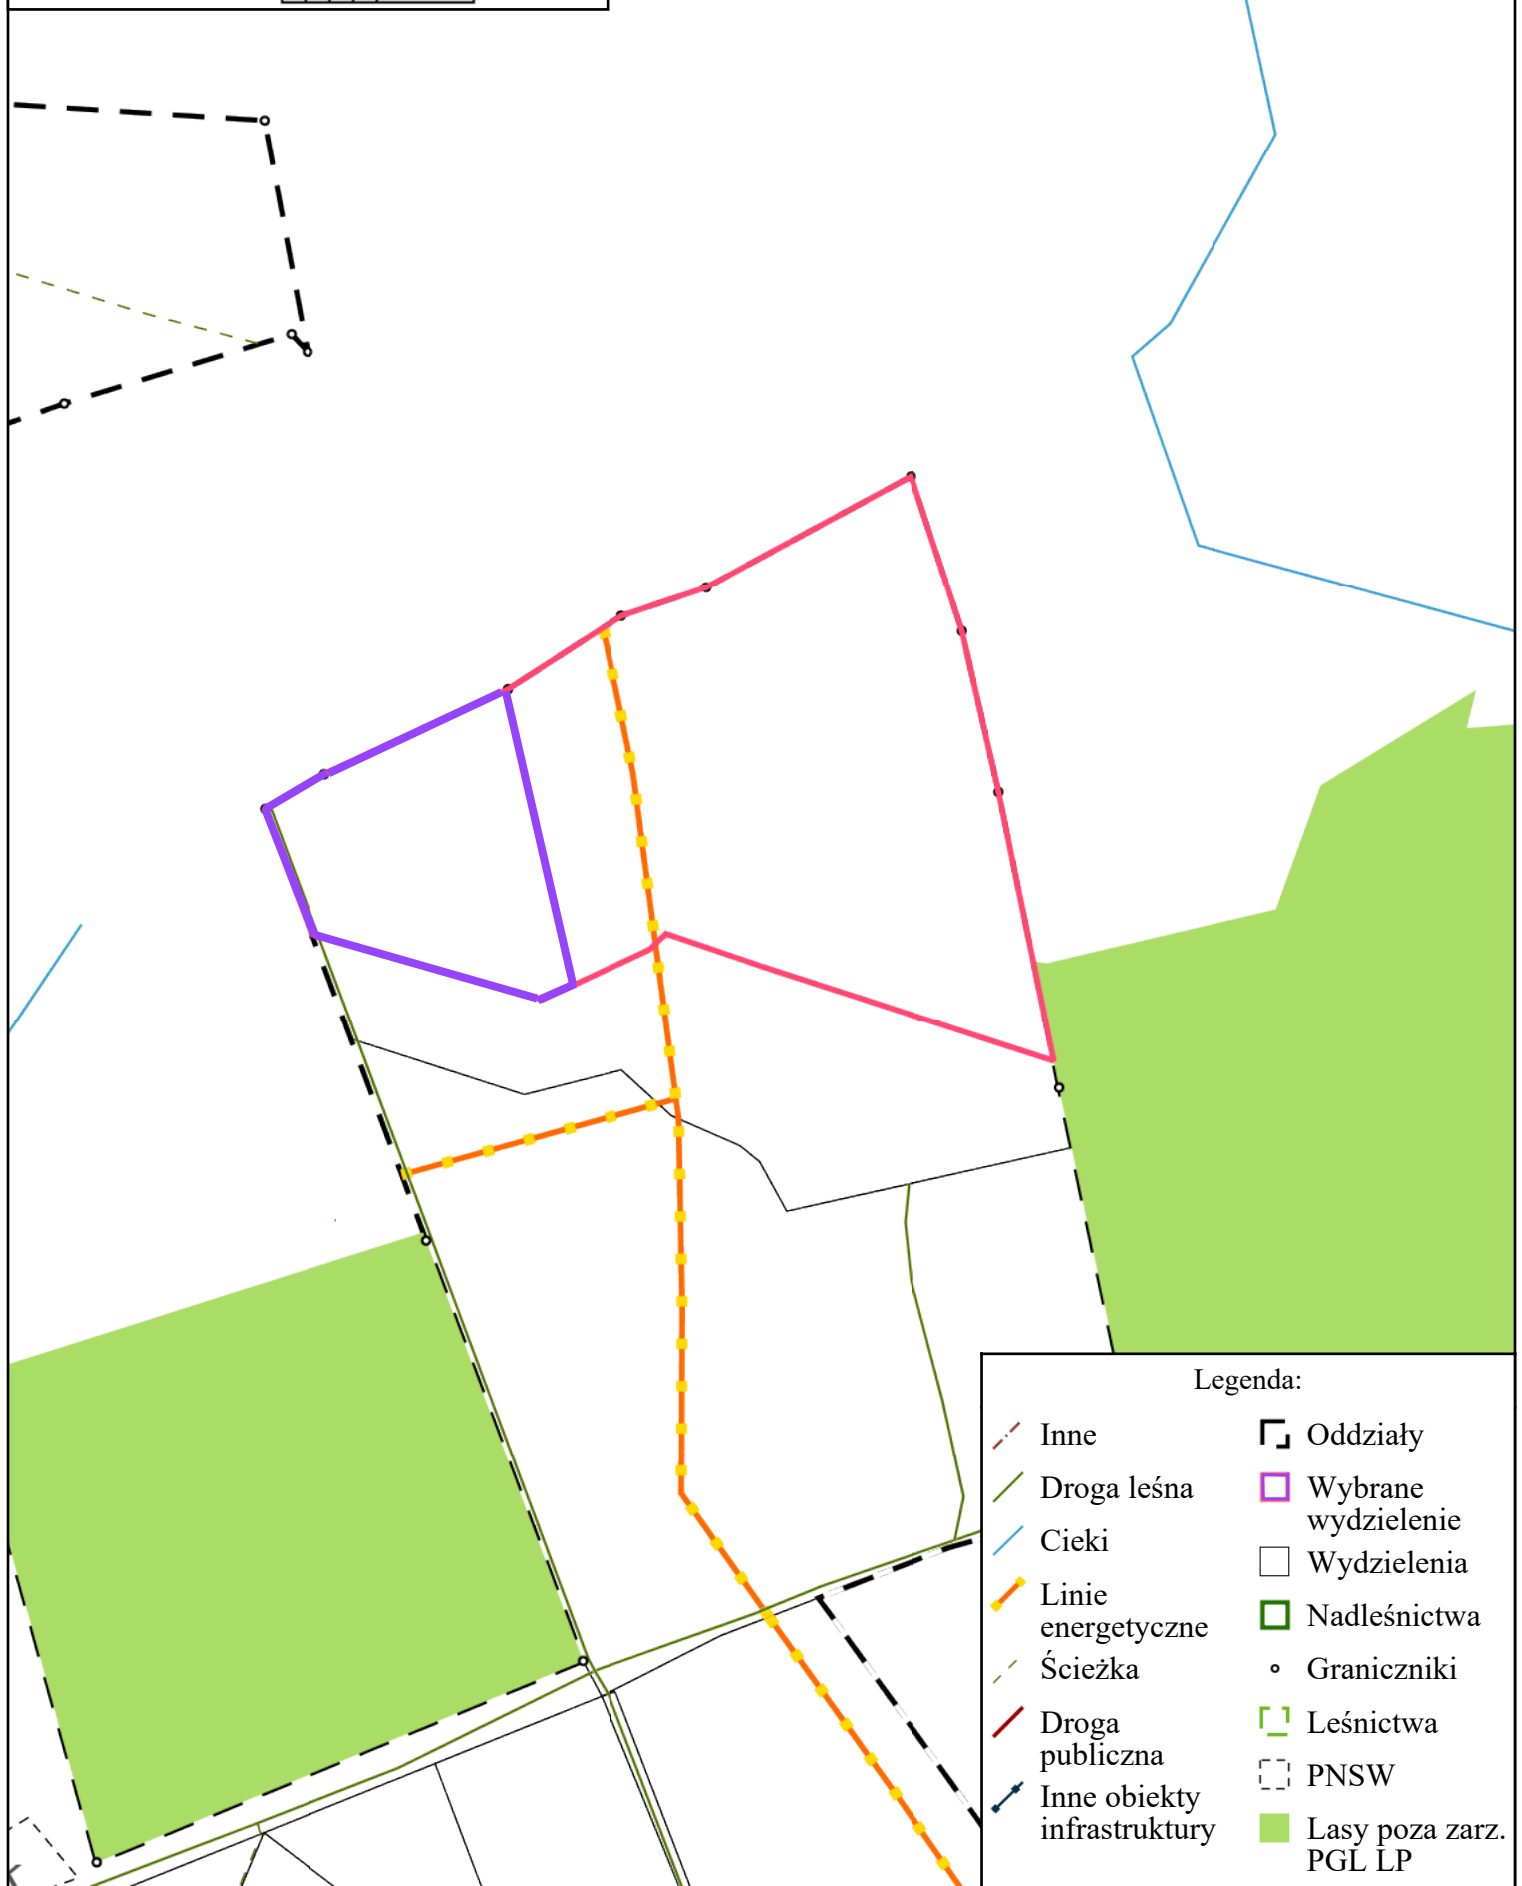 Legenda:
Inne
Droga leśna
Cieki
Linie
energetyczne
Ścieżka
Droga
publiczna
Inne obiekty
infrastruktury
Oddziały
Wybrane
wydzielenie
Wydzielenia
Nadleśnictwa
Graniczniki
Leśnictwa
PNSW
Lasy poza zarz.
PGL LP